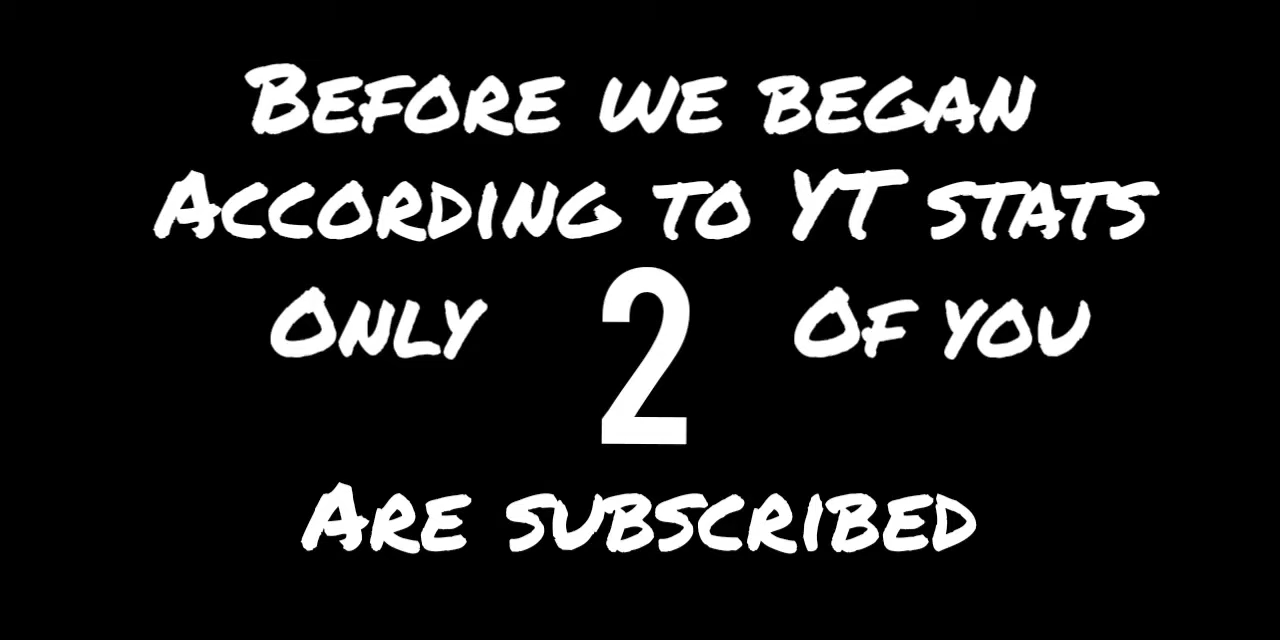 Before we began
According to YT stats
Only 2 Of you
Are subscribed